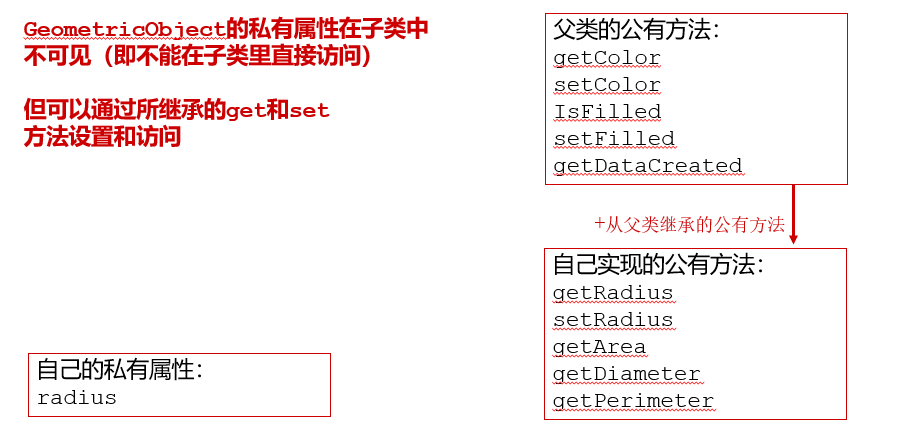 GeometricObject的私有属性在子类中
不可见（即不能在子类里直接访问）
但可以通过所继承的get和set
方法设置和访问
父类的公有方法：
getColor
setColor
IsFilled
setFilled
getDataCreated
+从父类继承的公有方法
自己实现的公有方法：
getRadius
setRadius
getArea
getDiameter
getPerimeter
自己的私有属性：
radius